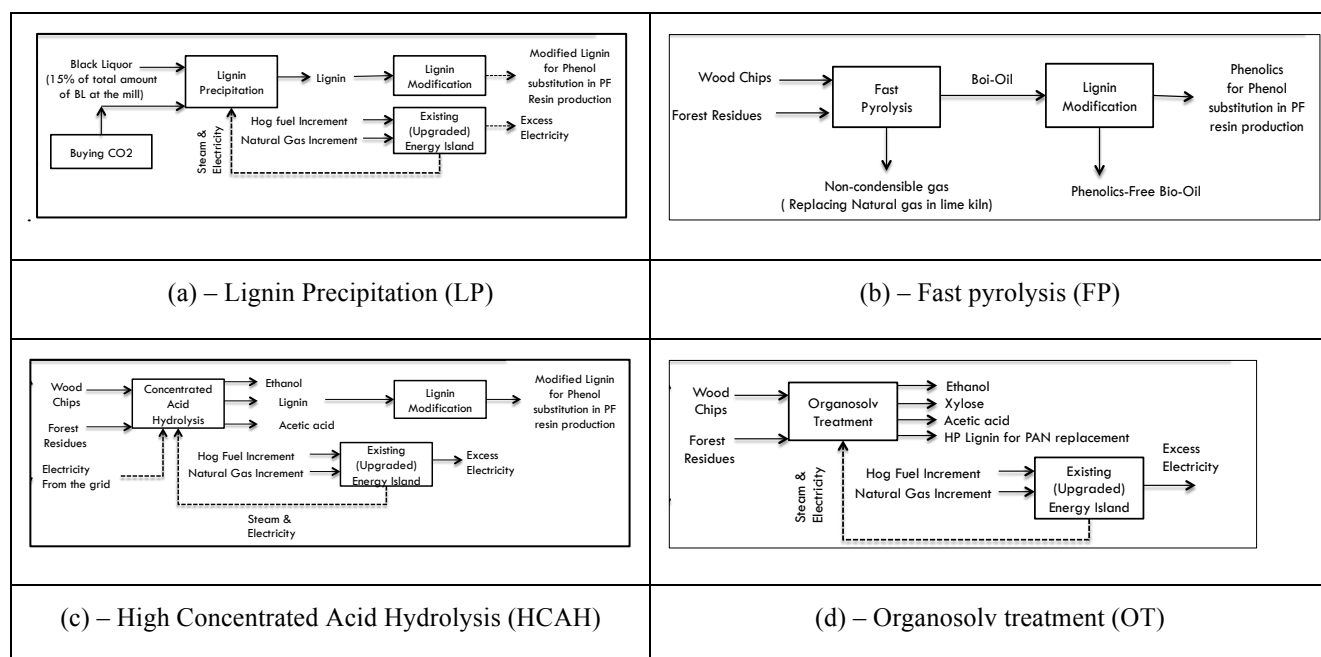 Black Liquor
(15% of total amount
of BL at the mill)
Buying CO2
Lignin
Precipitation
Lignin
Lignin
Modification
Modified Lignin
for Phenol
substitution in PF
Resin production
Hog fuel Increment
Natural Gas Increment
Existing
(Upgraded)
Energy Island
Excess
Electricity
Steam &
Electricity
(a) – Lignin Precipitation (LP)
Wood Chips
Forest Residues
Fast
Pyrolysis
Boi-Oil
Lignin
Modification
Phenolics
for Phenol
substitution in PF
resin production
Non-condensible gas
( Replacing Natural gas in lime kiln)
Phenolics-Free Bio-Oil
(b) – Fast pyrolysis (FP)
Wood
Chips
Forest
Residues
Electricity
From the grid
Concentrated
Acid
Hydrolysis
Ethanol
Lignin
Acetic acid
Lignin
Modification
Modified Lignin
for Phenol
substitution in PF
resin production
Hog Fuel Increment
Natural Gas Increment
Existing
(Upgraded)
Energy Island
Excess
Electricity
Steam &
Electricity
(c) – High Concentrated Acid Hydrolysis (HCAH)
Wood
Chips
Forest
Residues
Organosolv
Treatment
Ethanol
Xylose
Acetic acid
HP Lignin for PAN replacement
Hog Fuel Increment
Natural Gas Increment
Existing
(Upgraded)
Energy Island
Excess
Electricity
Steam &
Electricity
(d) – Organosolv treatment (OT)